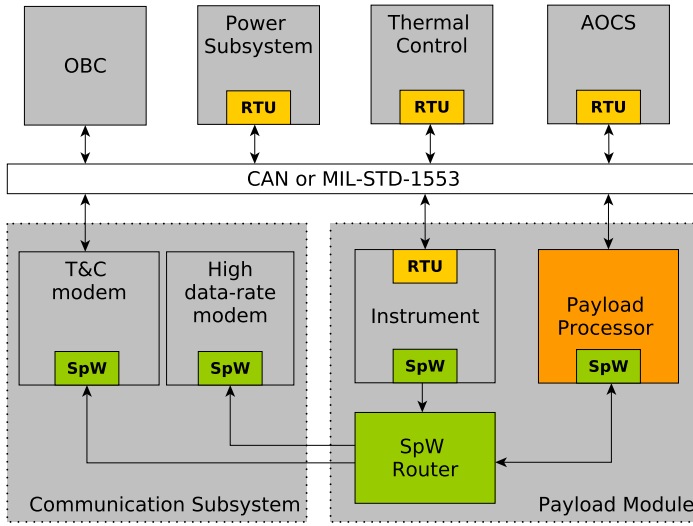 OBC
Power
Subsystem
RTU
Thermal
Control
RTU
AOCS
RTU
CAN or MIL-STD-1553
T&C
modem
SpW
High
data-rate
modem
SpW
RTU
Instrument
SpW
Payload
Processor
SpW
SpW
Router
Communication Subsystem
Payload Module